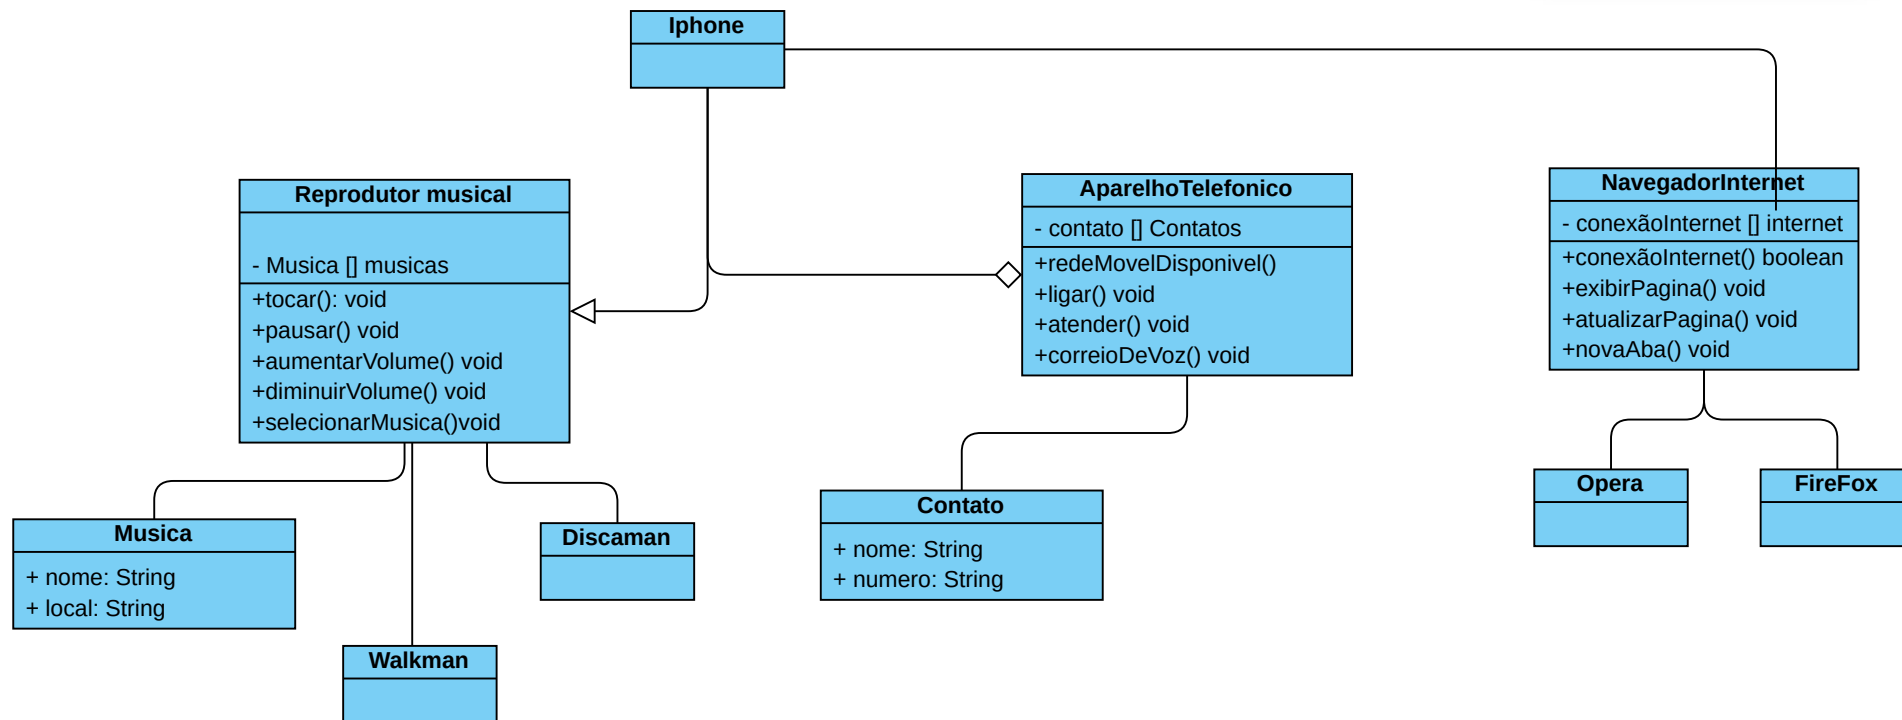 Iphone
Reprodutor musical
- Musica [] musicas
+tocar(): void
+pausar() void
+aumentarVolume() void
+diminuirVolume() void
+selecionarMusica()void
AparelhoTelefonico
- contato [] Contatos
+redeMovelDisponivel()
+ligar() void
+atender() void
+correioDeVoz() void
NavegadorInternet
- conexãoInternet [] internet
+conexãoInternet() boolean
+exibirPagina() void
+atualizarPagina() void
+novaAba() void
Musica
+ nome: String
+ local: String
Walkman
Discaman
Contato
+ nome: String
+ numero: String
Opera
FireFox